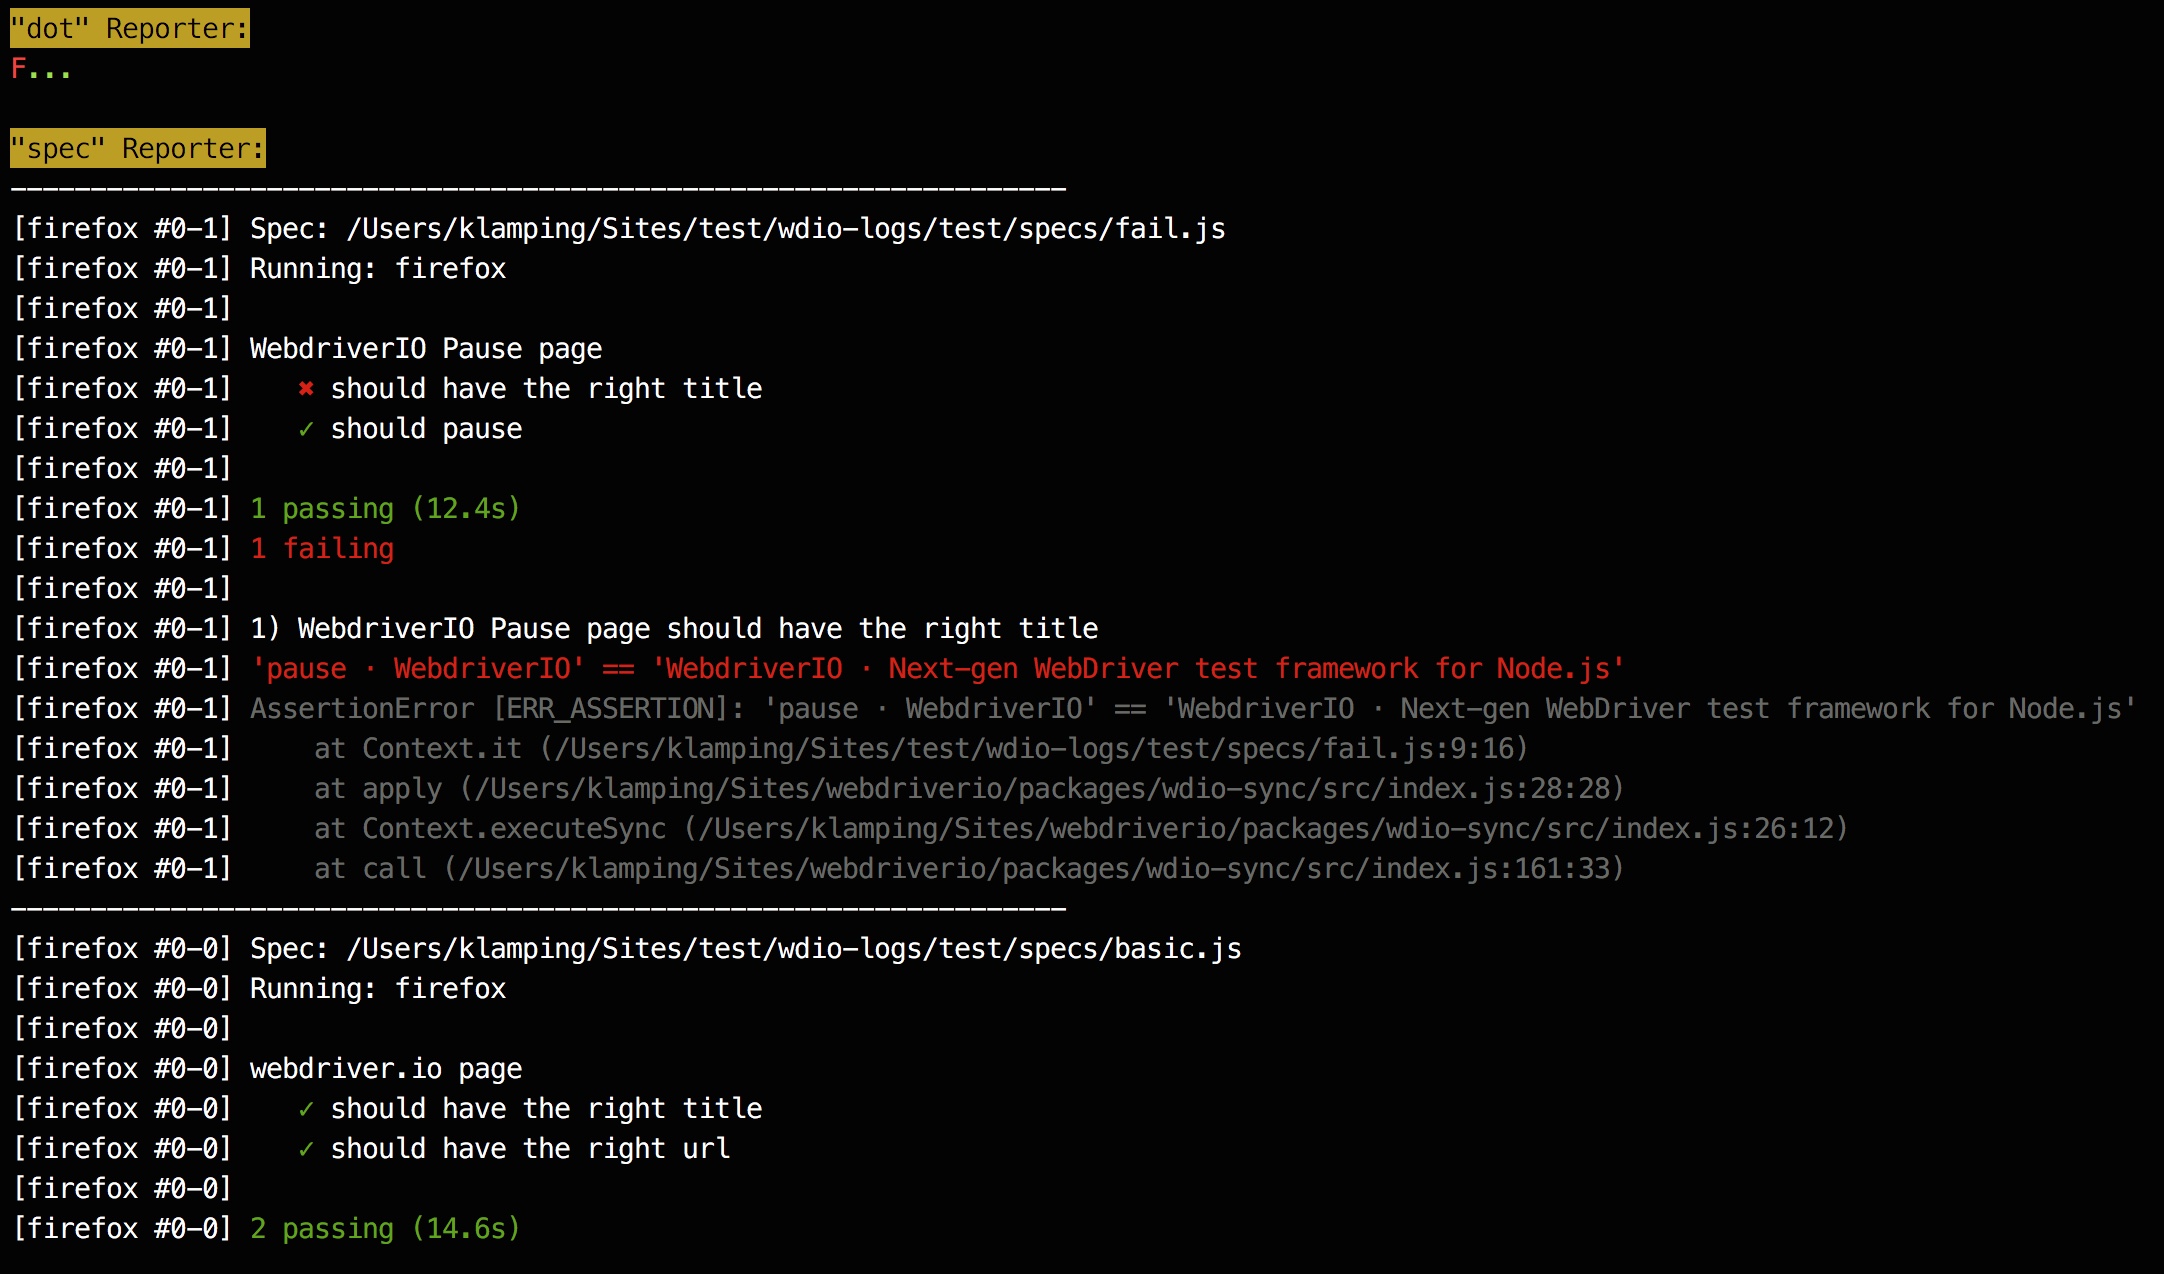 "dot" Reporter:
F...
"spec" Reporter:
------------------------------------------------------------------
[firefox #0-1] Spec: /Users/klamping/Sites/test/wdio-logs/test/specs/fail.js
[firefox #0-1] Running: firefox
[firefox #0-1]
[firefox #0-1] WebdriverIO Pause page
[firefox #0-1]    ✖ should have the right title
[firefox #0-1]    ✓ should pause
[firefox #0-1]
[firefox #0-1] 1 passing (12.4s)
[firefox #0-1] 1 failing
[firefox #0-1]
[firefox #0-1] 1) WebdriverIO Pause page should have the right title
[firefox #0-1] 'pause · WebdriverIO' == 'WebdriverIO · Next-gen WebDriver test framework for Node.js'
[firefox #0-1] AssertionError [ERR_ASSERTION]: 'pause · WebdriverIO' == 'WebdriverIO · Next-gen WebDriver test framework for Node.js'
[firefox #0-1]     at Context.it (/Users/klamping/Sites/test/wdio-logs/test/specs/fail.js:9:16)
[firefox #0-1]     at apply (/Users/klamping/Sites/webdriverio/packages/wdio-sync/src/index.js:28:28)
[firefox #0-1]     at Context.executeSync (/Users/klamping/Sites/webdriverio/packages/wdio-sync/src/index.js:26:12)
[firefox #0-1]     at call (/Users/klamping/Sites/webdriverio/packages/wdio-sync/src/index.js:161:33)
------------------------------------------------------------------
[firefox #0-0] Spec: /Users/klamping/Sites/test/wdio-logs/test/specs/basic.js
[firefox #0-0] Running: firefox
[firefox #0-0]
[firefox #0-0] webdriver.io page
[firefox #0-0]    ✓ should have the right title
[firefox #0-0]    ✓ should have the right url
[firefox #0-0]
[firefox #0-0] 2 passing (14.6s)